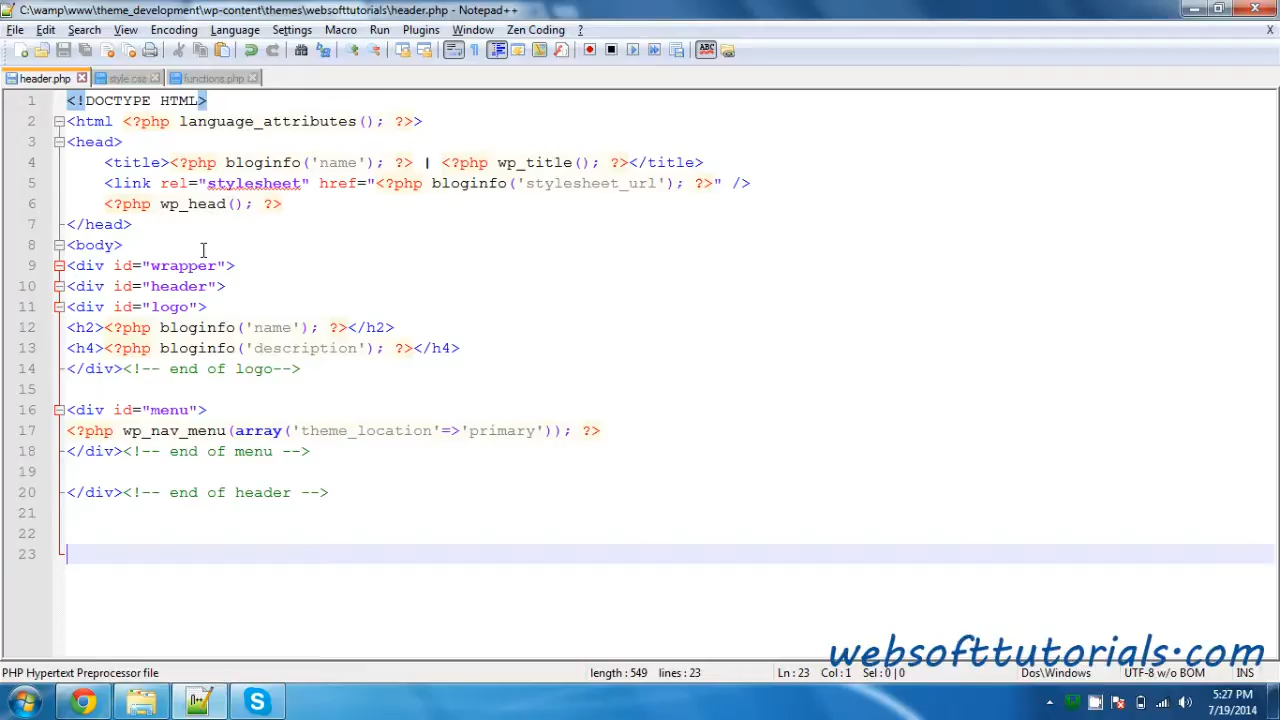 C:\wamp\www\theme_development\wp-content\themes\websofttutorials\header.php - Notepad++
File Edit Search View Encoding Language Settings Macro Run Plugins Window Zen Coding ? X
ABC
header.php style.css functions.php
1 <!DOCTYPE HTML>
2 <html <?php language_attributes(); ?>>
3 <head>
4 <title><?php bloginfo('name'); ?> | <?php wp_title(); ?></title>
5 <link rel="stylesheet" href="<?php bloginfo('stylesheet_url'); ?>" />
6 <?php wp_head(); ?>
7 </head>
8 <body>
9 <div id="wrapper">
10 <div id="header">
11 <div id="logo">
12 <h2><?php bloginfo('name'); ?></h2>
13 <h4><?php bloginfo('description'); ?></h4>
14 </div><!-- end of logo-->
15
16 <div id="menu">
17 <?php wp_nav_menu(array('theme_location'=>'primary')); ?>
18 </div><!-- end of menu -->
19
20 </div><!-- end of header -->
21
22
23
websofttutorials.com
PHP Hypertext Preprocessor file length : 549 lines : 23 Ln : 23 Col : 1 Sel : 0 | 0 Dos\Windows UTF-8 w/o BOM INS
5:27 PM
7/19/2014